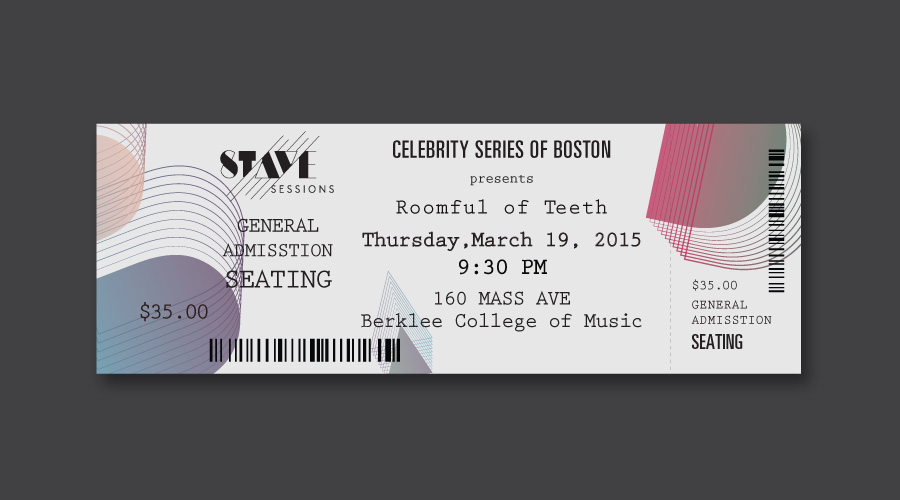 STAVE
SESSIONS
GENERAL
ADMISSTION
SEATING
$35.00
CELEBRITY SERIES OF BOSTON
presents
Roomful of Teeth
Thursday,March 19, 2015
9:30 PM
160 MASS AVE
Berklee College of Music
$35.00
GENERAL
ADMISSTION
SEATING